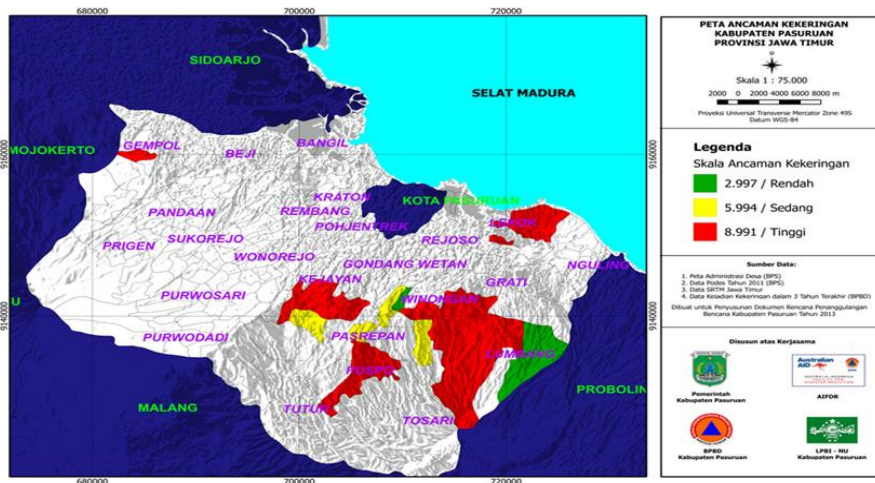 680000
700000
720000
SIDOARJO
SELAT MADURA
MOJOKERTO
GEMPOL
BEJI
BANGIL
9160000
9160000
KRATON
KOTA PASURUAN
PANDAAN
REMBANG
POHJENTREK
LEKOK
PRIGEN
SUKOREJO
REJOSO
WONOREJO
GONDANG WETAN
NGULING
KEJAYAN
GRATI
PURWOSARI
WINONGAN
9140000
9140000
PURWODADI
PASREPAN
LUMBANG
PUSPO
PROBOLIN
MALANG
TUTUR
TOSARI
680000
700000
720000
PETA ANCAMAN KEKERINGAN
KABUPATEN PASURUAN
PROVINSI JAWA TIMUR
U
Skala 1 : 75.000
2000 0 2000 4000 6000 8000 m
Proyeksi Universal Transverse Mercator Zone 49S
Datum WGS-84
Legenda
Skala Ancaman Kekeringan
2.997 / Rendah
5.994 / Sedang
8.991 / Tinggi
Sumber Data:
1. Peta Administrasi Desa (BPS)
2. Data Podes Tahun 2011 (BPS)
3. Data SRTM Jawa Timur
4. Data Kejadian Kekeringan dalam 3 Tahun Terakhir (BPBD)
Dibuat untuk Penyusunan Dokumen Rencana Penanggulangan
Bencana Kabupaten Pasuruan Tahun 2013
Disusun atas Kerjasama
Australian
AID
Pemerintah
Kabupaten Pasuruan
AIFDR
BPBD
Kabupaten Pasuruan
LPBI - NU
Kabupaten Pasuruan